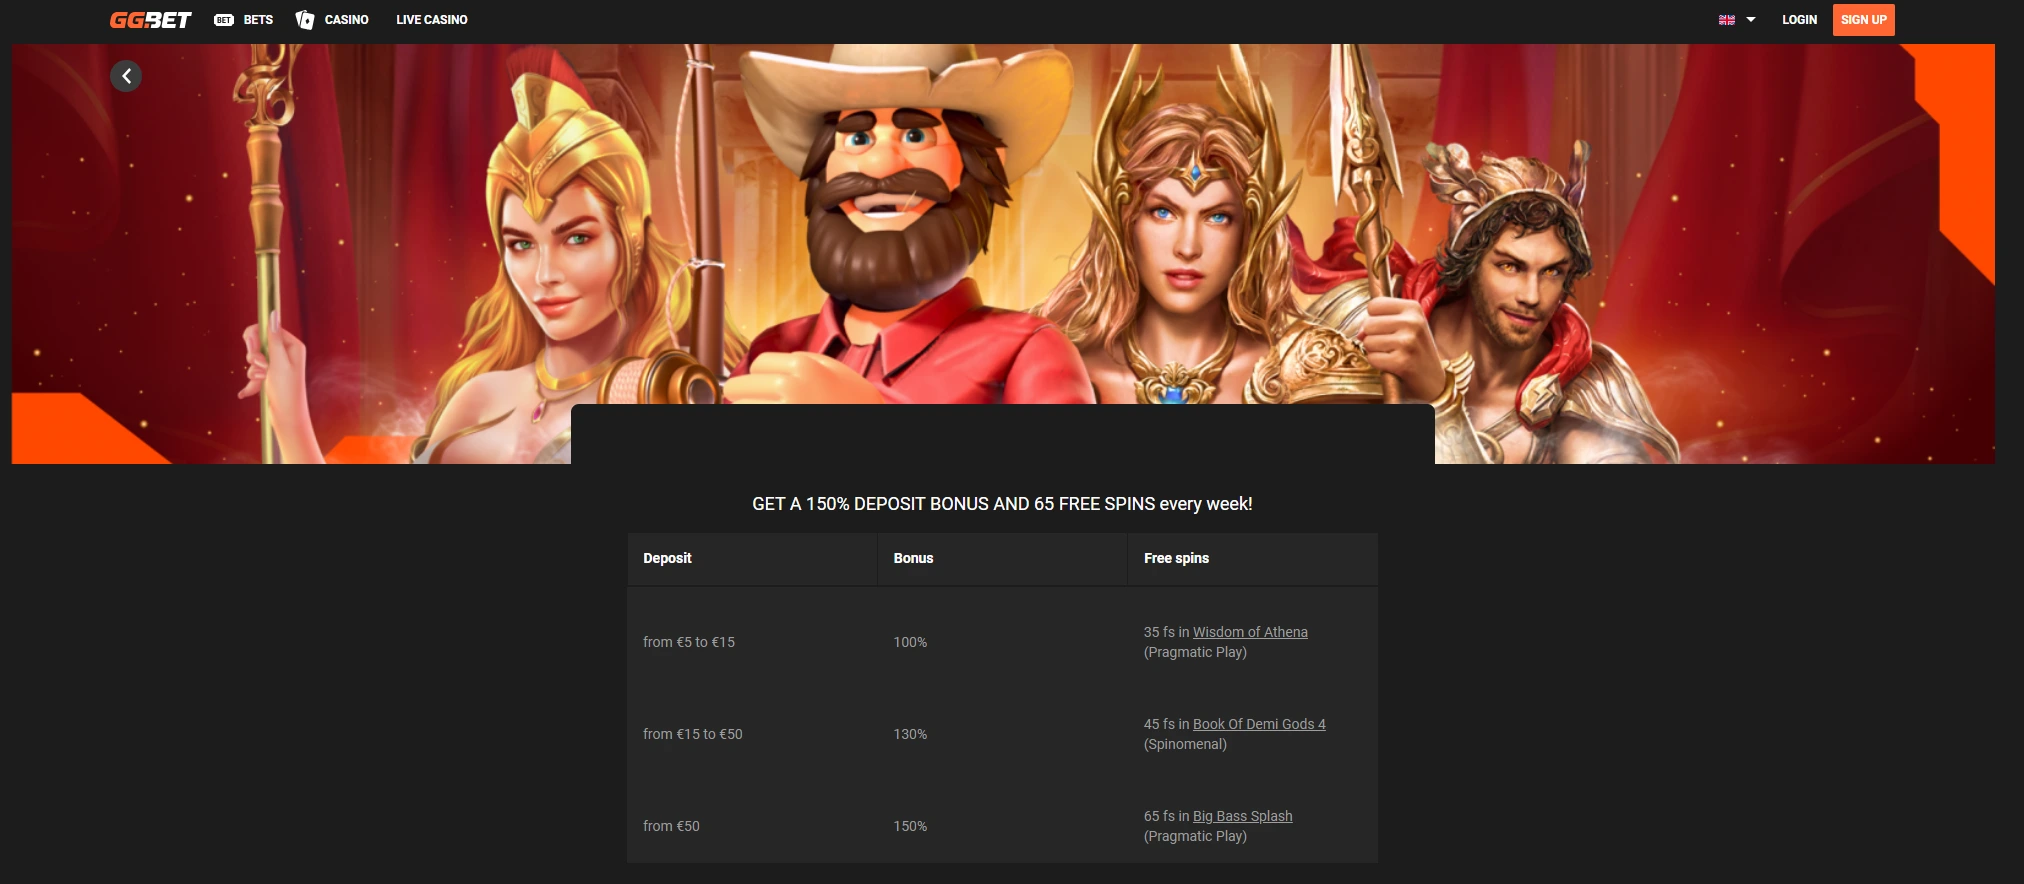 GG.BET BET BETS CASINO LIVE CASINO LOGIN SIGN UP
GET A 150% DEPOSIT BONUS AND 65 FREE SPINS every week!
Deposit Bonus Free spins
from €5 to €15 100% 35 fs in Wisdom of Athena
(Pragmatic Play)
from €15 to €50 130% 45 fs in Book Of Demi Gods 4
(Spinomenal)
from €50 150% 65 fs in Big Bass Splash
(Pragmatic Play)